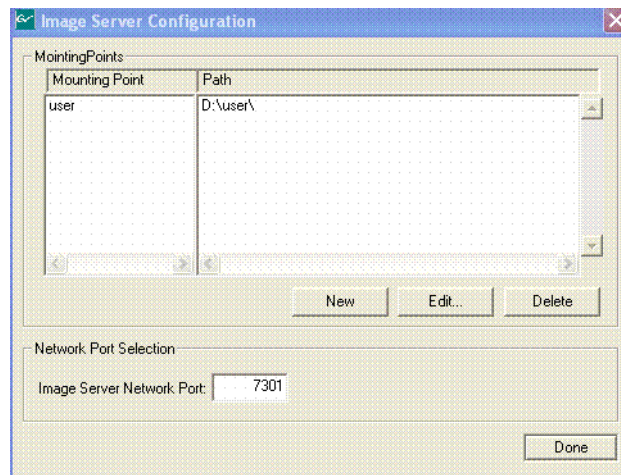 Image Server Configuration
MointingPoints
Mounting Point Path
user D:\user\
New Edit... Delete
Network Port Selection
Image Server Network Port: 7301
Done